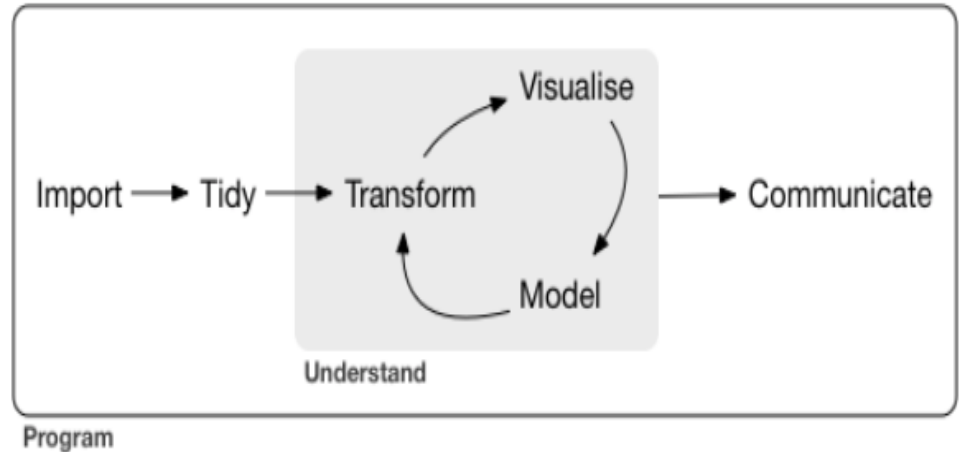 Visualise
Import
Tidy
Transform
Communicate
Model
Understand
Program